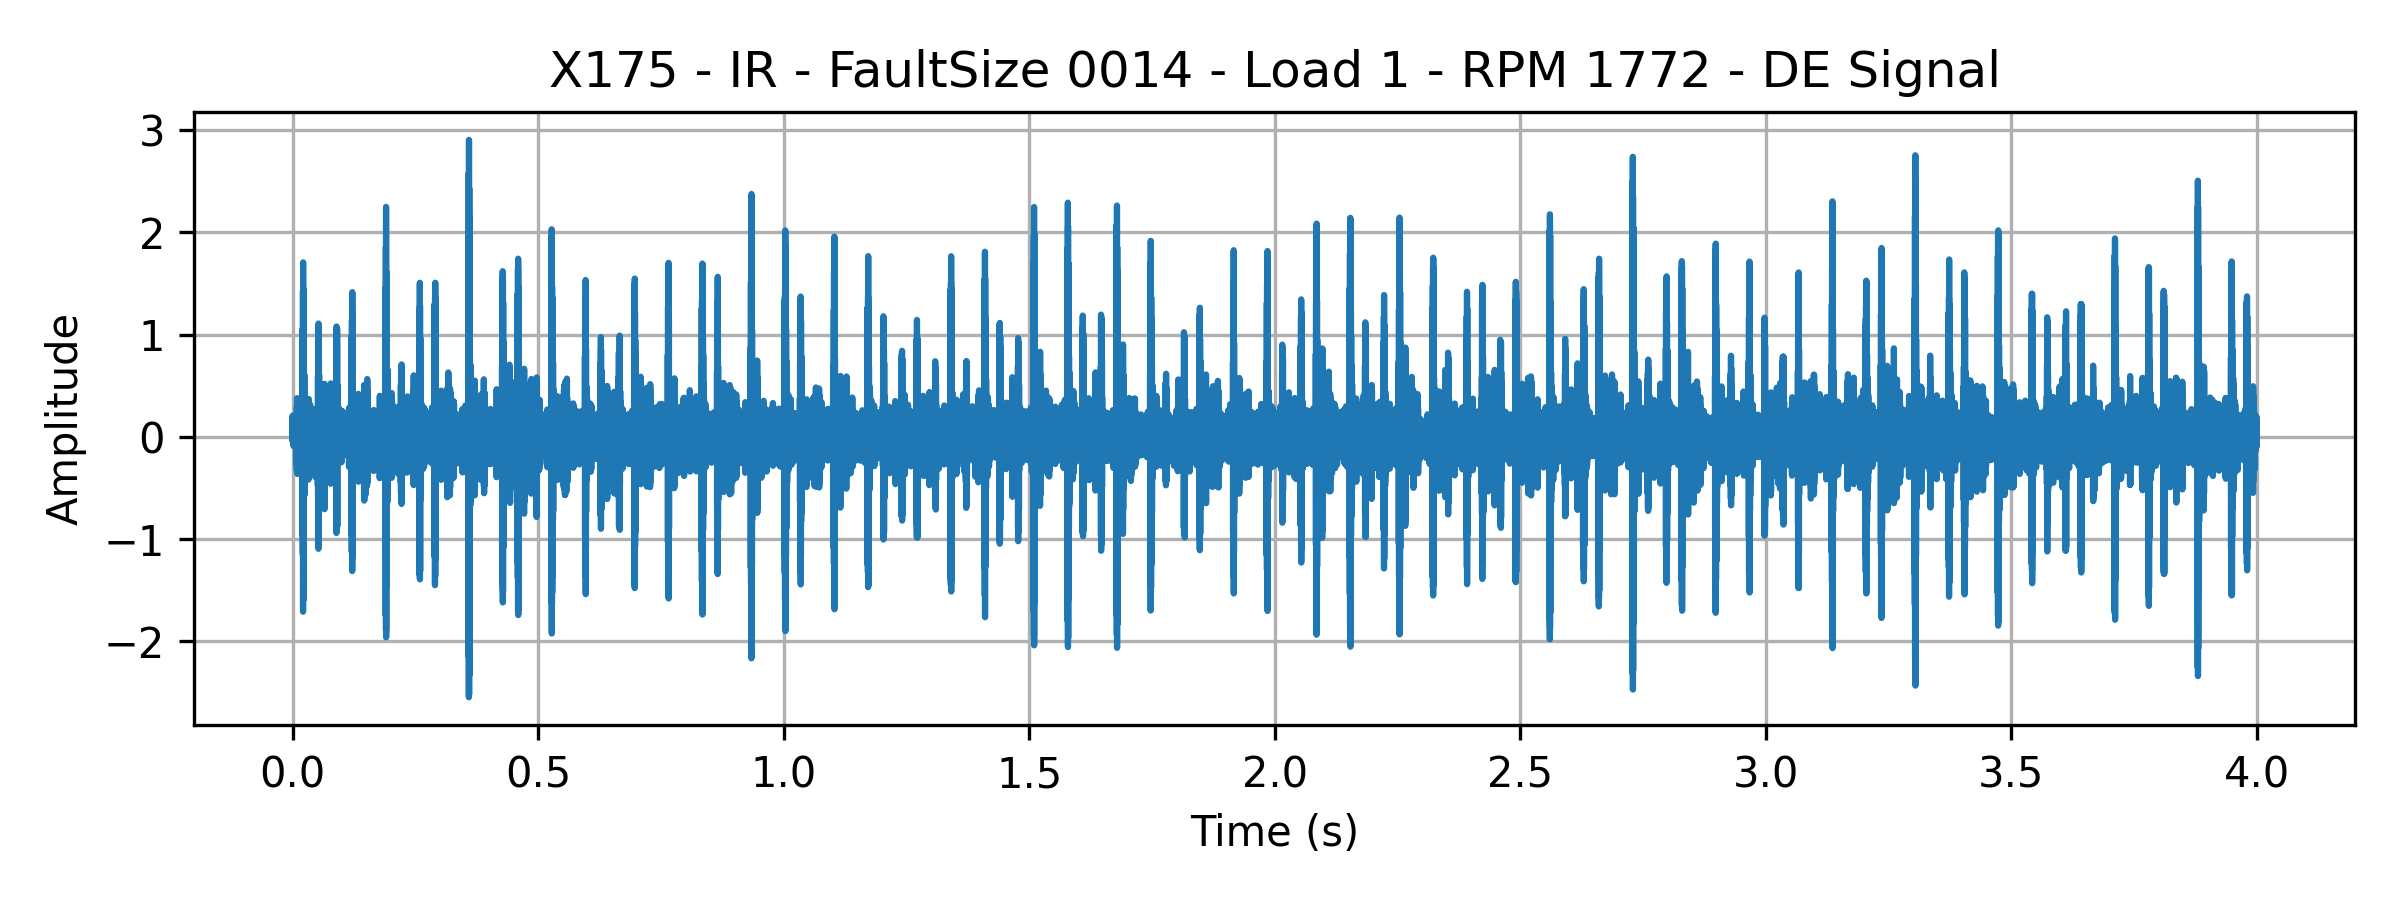 X175 - IR - FaultSize 0014 - Load 1 - RPM 1772 - DE Signal
3
2
1
0
−1
−2
Amplitude
0.0 0.5 1.0 1.5 2.0 2.5 3.0 3.5 4.0
Time (s)